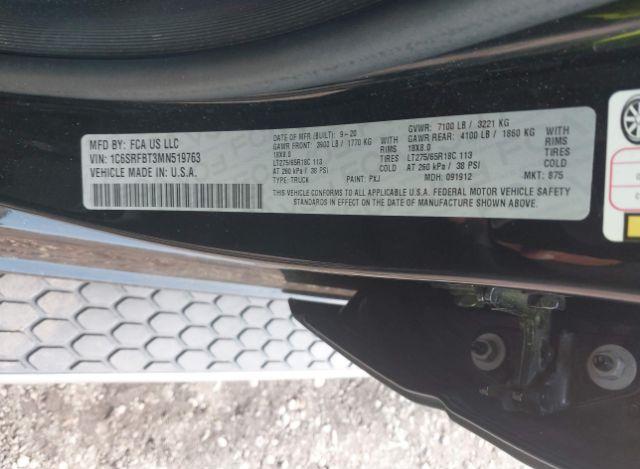 MFD BY: FCA US LLC
VIN: 1C6SRFBT3MN519763
VEHICLE MADE IN: U.S.A.
DATE OF MFR (BUILT): 9-20
GAWR FRONT: 3900 LB / 1770 KG
18X8.0 RIMS
LT275/65R18C 113 TIRES
AT 260 kPa / 38 PSI
WITH
GVWR: 7100 LB / 3221 KG
GAWR REAR: 4100 LB / 1860 KG
18X8.0 RIMS
LT275/65R18C 113 TIRES
AT 260 kPa / 38 PSI
WITH
THIS VEHICLE CONFORMS TO ALL APPLICABLE U.S.A. FEDERAL MOTOR VEHICLE SAFETY
STANDARDS IN EFFECT ON THE DATE OF MANUFACTURE SHOWN ABOVE.
TYPE: TRUCK PAINT: PXJ MDH: 091912 MKT: 875